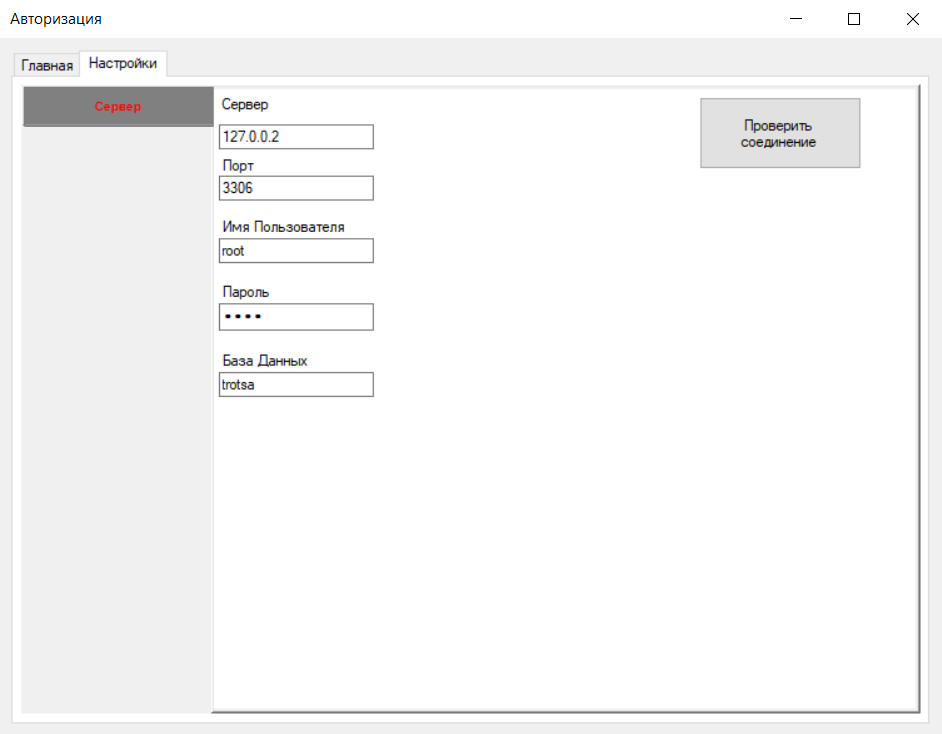 Авторизация
Главная
Настройки
Сервер
Сервер
127.0.0.2
Порт
3306
Имя Пользователя
root
Пароль
••••
База Данных
trotsa
Проверить
соединение